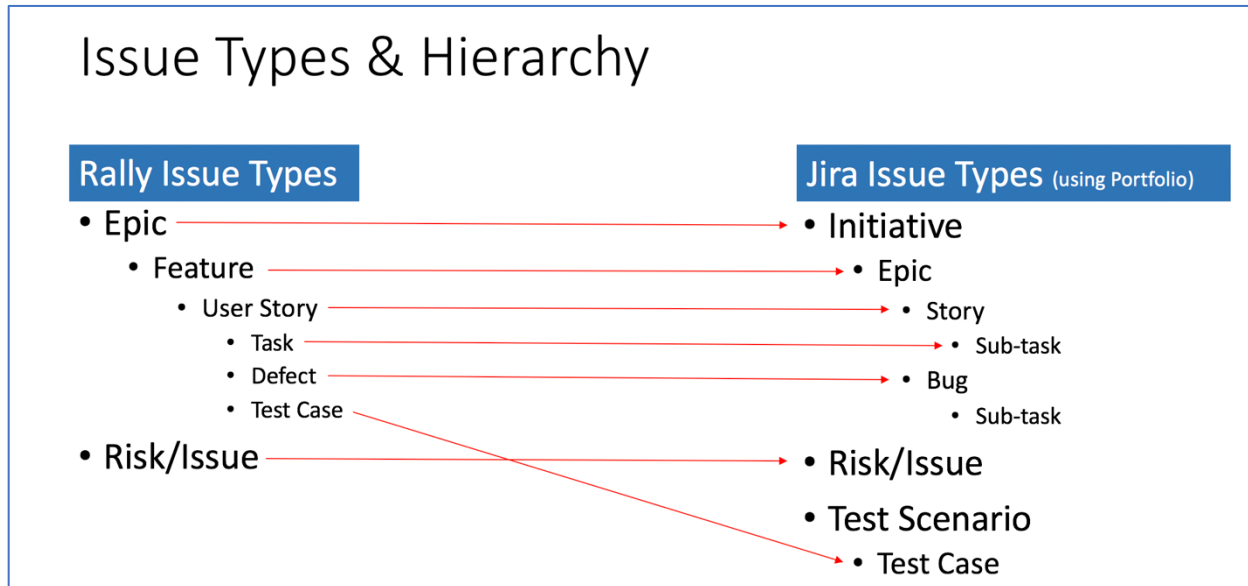 Issue Types & Hierarchy
Rally Issue Types
• Epic
• Feature
• User Story
• Task
• Defect
• Test Case
• Risk/Issue
Jira Issue Types (using Portfolio)
• Initiative
• Epic
• Story
• Sub-task
• Bug
• Sub-task
• Risk/Issue
• Test Scenario
• Test Case